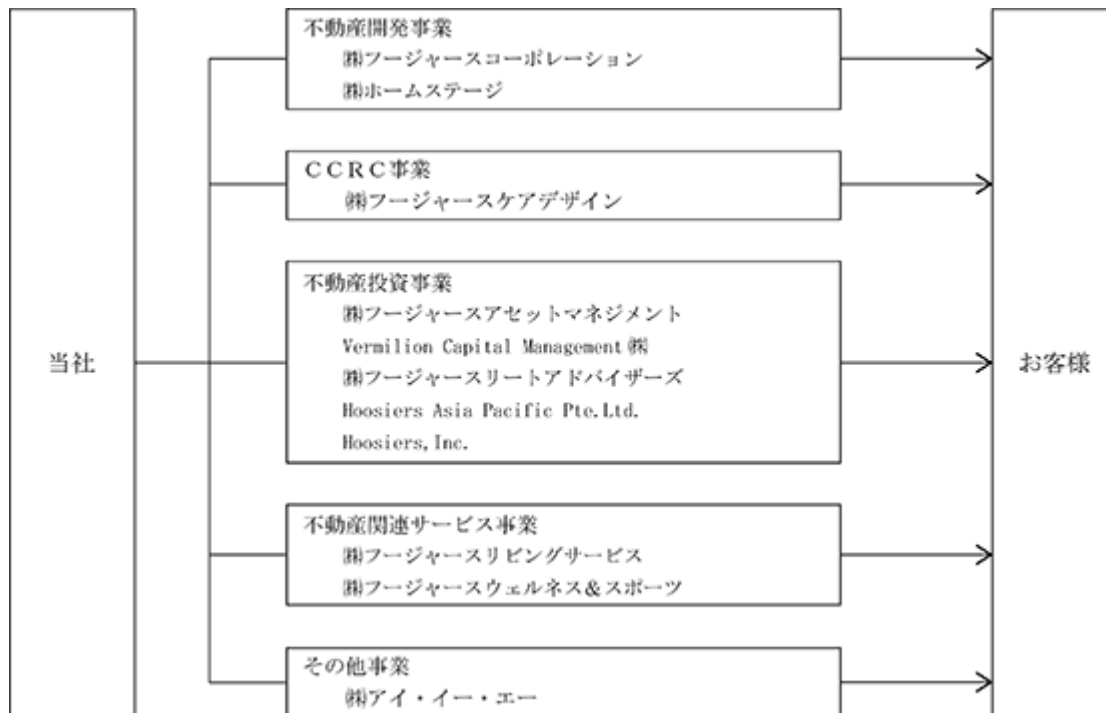 当社
不動産開発事業
㈱フージャースコーポレーション
㈱ホームステージ
ＣＣＲＣ事業
㈱フージャースケアデザイン
不動産投資事業
㈱フージャースアセットマネジメント
Vermilion Capital Management㈱
㈱フージャースリートアドバイザーズ
Hoosiers Asia Pacific Pte.Ltd.
Hoosiers,Inc.
不動産関連サービス事業
㈱フージャースリビングサービス
㈱フージャースウェルネス＆スポーツ
その他事業
㈱アイ・イー・エー
お客様